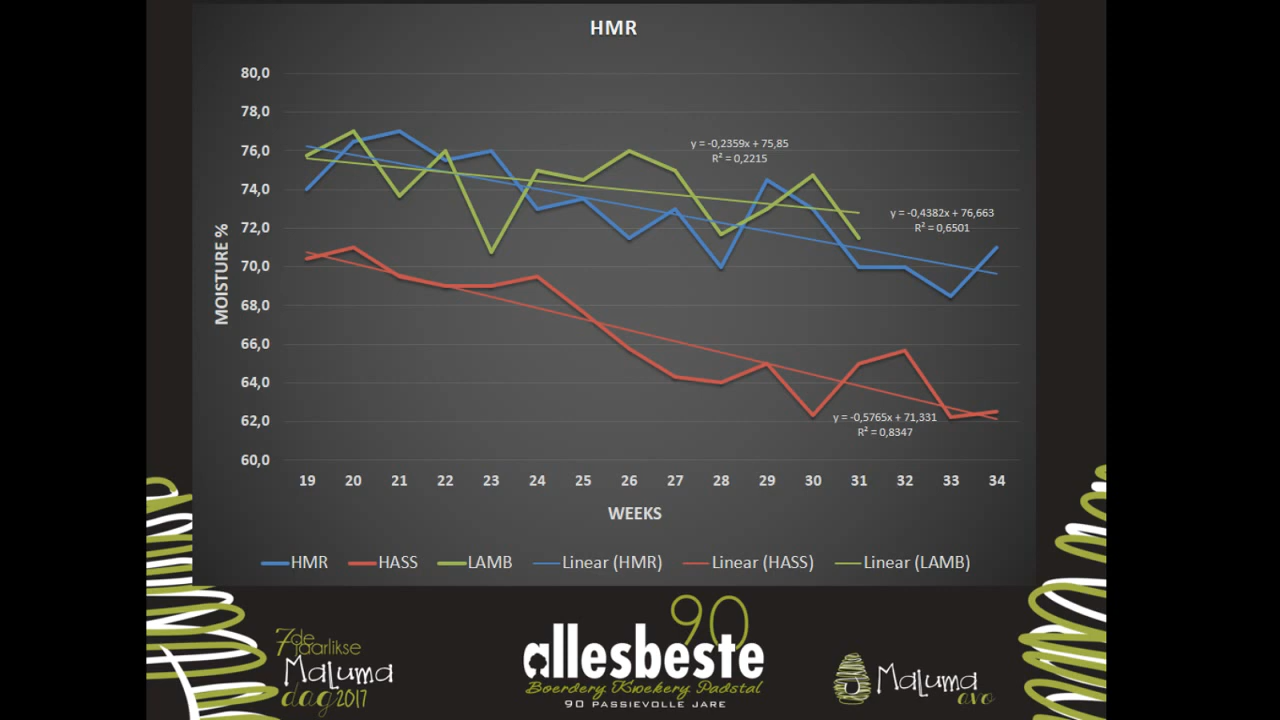 HMR
80,0
78,0
76,0
74,0
72,0
70,0
68,0
66,0
64,0
62,0
60,0
MOISTURE %
y = -0,2359x + 75,85
R² = 0,2215
y = -0,4382x + 76,663
R² = 0,6501
y = -0,5765x + 71,331
R² = 0,8347
19 20 21 22 23 24 25 26 27 28 29 30 31 32 33 34
WEEKS
HMR HASS LAMB Linear (HMR) Linear (HASS) Linear (LAMB)
7de jaarlikse
Maluma
dag 2017
90
allesbeste
Boerdery Kwekery Padstal
90 PASSIEVOLLE JARE
Maluma
avo